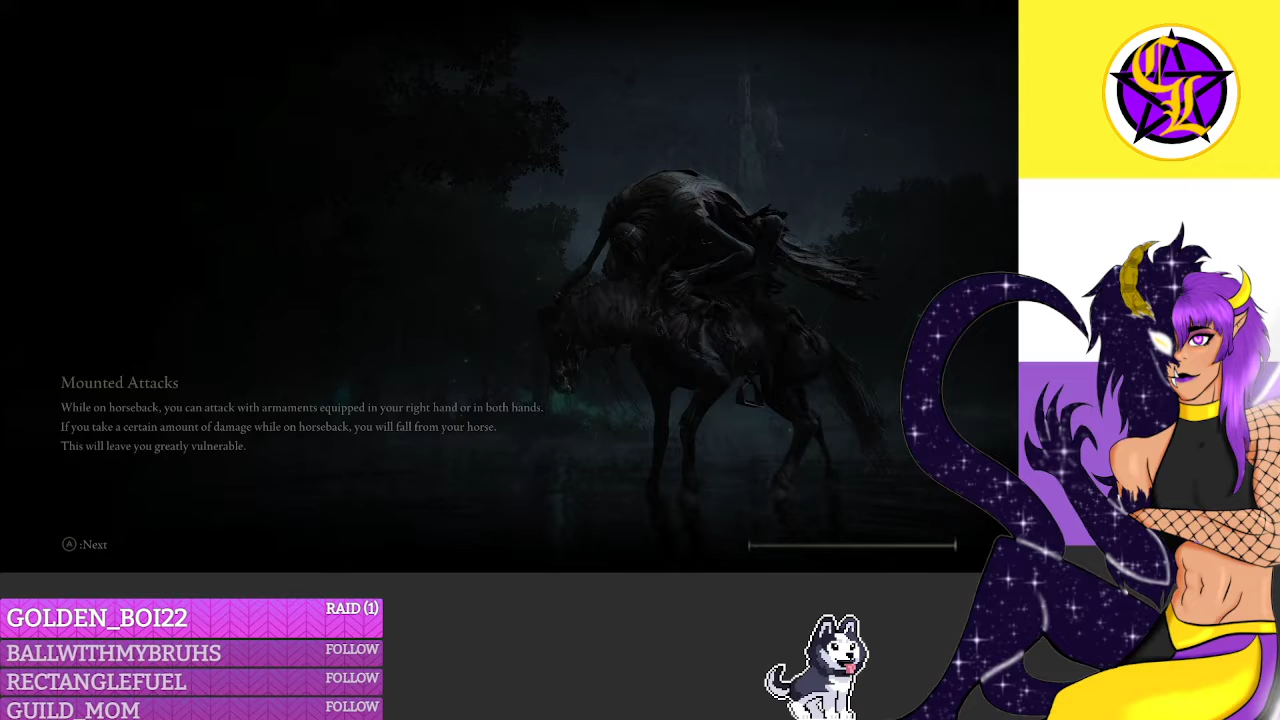 GL
Mounted Attacks
While on horseback, you can attack with armaments equipped in your right hand or in both hands.
If you take a certain amount of damage while on horseback, you will fall from your horse.
This will leave you greatly vulnerable.
A :Next
GOLDEN_BOI22 RAID (1)
BALLWITHMYBRUHS FOLLOW
RECTANGLEFUEL FOLLOW
GUILD_MOM FOLLOW